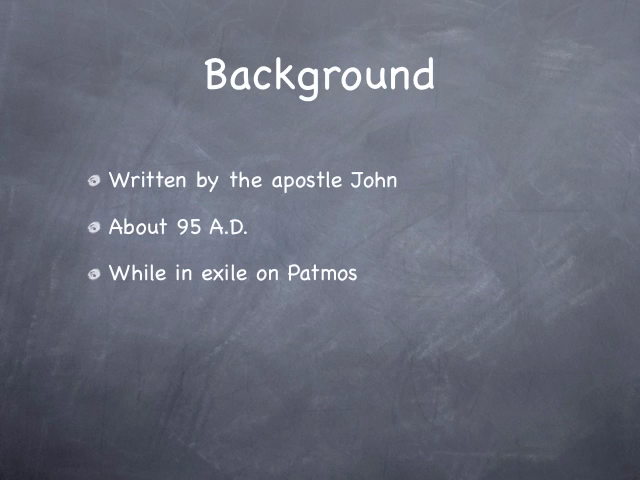 Background
Written by the apostle John
About 95 A.D.
While in exile on Patmos